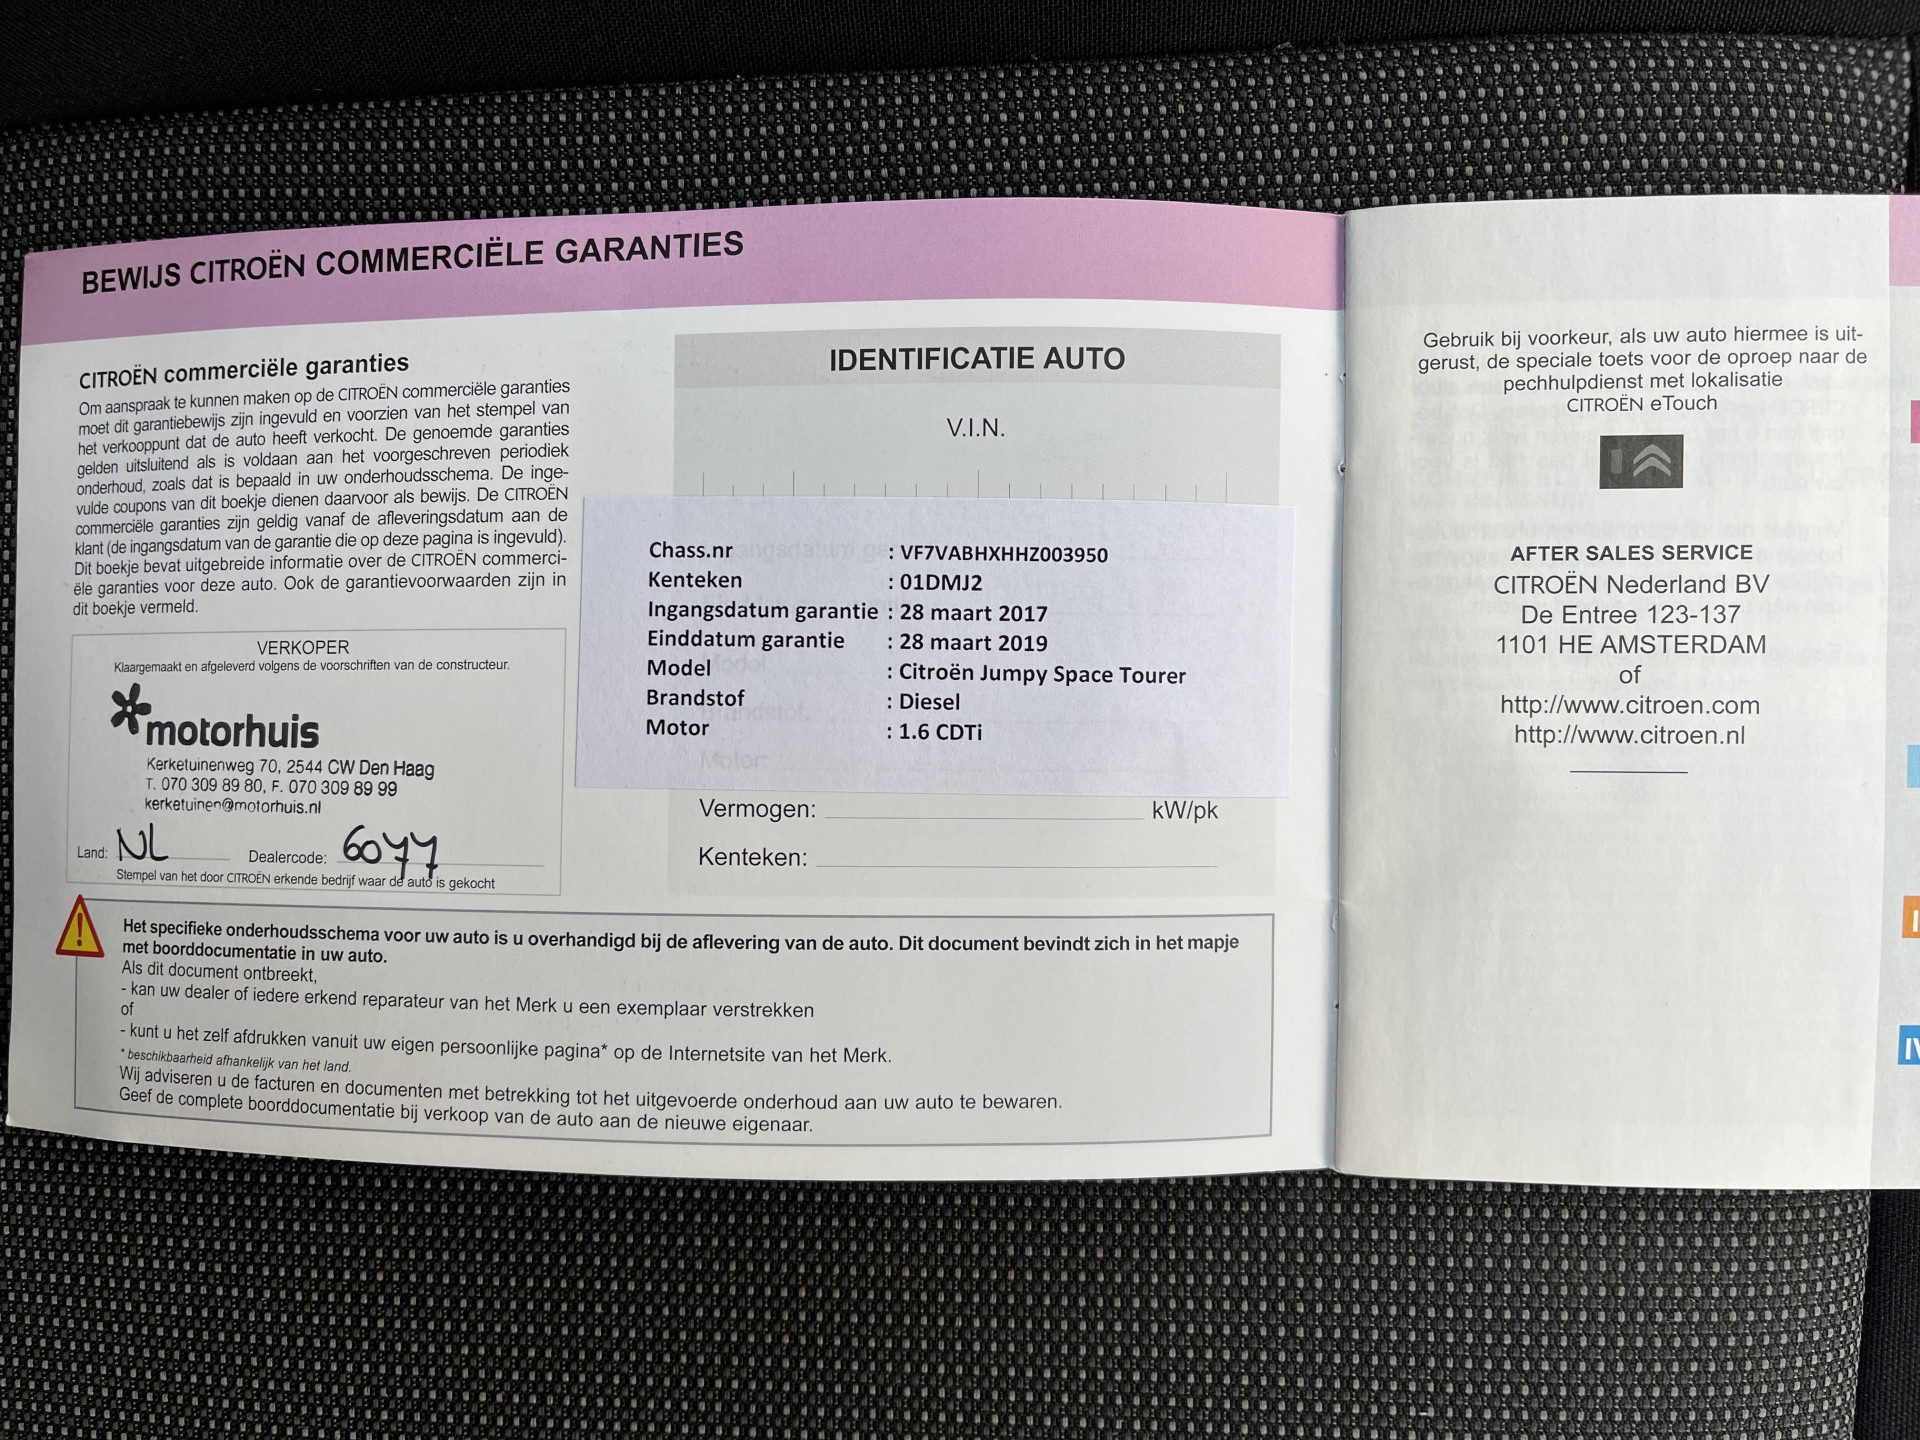 BEWIJS CITROËN COMMERCIËLE GARANTIES
CITROËN commerciële garanties
Om aanspraak te kunnen maken op de CITROËN commerciële garanties
moet dit garantiebewijs zijn ingevuld en voorzien van het stempel van
het verkooppunt dat de auto heeft verkocht. De genoemde garanties
gelden uitsluitend als is voldaan aan het voorgeschreven periodiek
onderhoud, zoals dat is bepaald in uw onderhoudsschema. De inge-
vulde coupons van dit boekje dienen daarvoor als bewijs. De CITROËN
commerciële garanties zijn geldig vanaf de afleveringsdatum aan de
klant (de ingangsdatum van de garantie die op deze pagina is ingevuld).
Dit boekje bevat uitgebreide informatie over de CITROËN commerci-
ële garanties voor deze auto. Ook de garantievoorwaarden zijn in
dit boekje vermeld.
VERKOPER
Klaargemaakt en afgeleverd volgens de voorschriften van de constructeur.
motorhuis
Kerketuinenweg 70, 2544 CW Den Haag
T. 070 309 89 80, F. 070 309 89 99
kerketuinen@motorhuis.nl
Land: NL Dealercode: 6077
Stempel van het door CITROËN erkende bedrijf waar de auto is gekocht
IDENTIFICATIE AUTO
V.I.N.
Chass.nr : VF7VABHXHHZ003950
Kenteken : 01DMJ2
Ingangsdatum garantie : 28 maart 2017
Einddatum garantie : 28 maart 2019
Model : Citroën Jumpy Space Tourer
Brandstof : Diesel
Motor : 1.6 CDTi
Motor:
Vermogen: kW/pk
Kenteken:
Het specifieke onderhoudsschema voor uw auto is u overhandigd bij de aflevering van de auto. Dit document bevindt zich in het mapje
met boorddocumentatie in uw auto.
Als dit document ontbreekt,
- kan uw dealer of iedere erkend reparateur van het Merk u een exemplaar verstrekken
of
- kunt u het zelf afdrukken vanuit uw eigen persoonlijke pagina* op de Internetsite van het Merk.
* beschikbaarheid afhankelijk van het land.
Wij adviseren u de facturen en documenten met betrekking tot het uitgevoerde onderhoud aan uw auto te bewaren.
Geef de complete boorddocumentatie bij verkoop van de auto aan de nieuwe eigenaar.
Gebruik bij voorkeur, als uw auto hiermee is uit-
gerust, de speciale toets voor de oproep naar de
pechhulpdienst met lokalisatie
CITROËN eTouch
AFTER SALES SERVICE
CITROËN Nederland BV
De Entree 123-137
1101 HE AMSTERDAM
of
http://www.citroen.com
http://www.citroen.nl